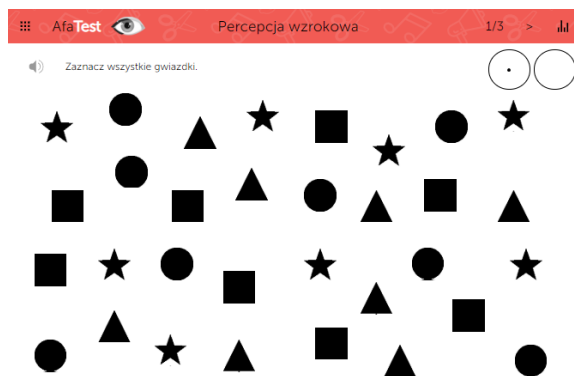 AfaTest Percepcja wzrokowa 1/3 >
Zaznacz wszystkie gwiazdki.